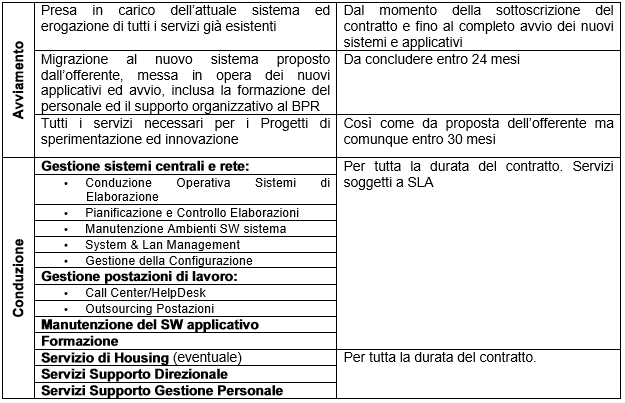 Avviamento
Presa in carico dell'attuale sistema ed
erogazione di tutti i servizi già esistenti
Dal momento della sottoscrizione del
contratto e fino al completo avvio dei nuovi
sistemi e applicativi
Migrazione al nuovo sistema proposto
dall'offerente, messa in opera dei nuovi
applicativi ed avvio, inclusa la formazione del
personale ed il supporto organizzativo al BPR
Da concludere entro 24 mesi
Tutti i servizi necessari per i Progetti di
sperimentazione ed innovazione
Così come da proposta dell'offerente ma
comunque entro 30 mesi
Conduzione
Gestione sistemi centrali e rete:
• Conduzione Operativa Sistemi di
Elaborazione
• Pianificazione e Controllo Elaborazioni
• Manutenzione Ambienti SW sistema
• System & Lan Management
• Gestione della Configurazione
Gestione postazioni di lavoro:
• Call Center/HelpDesk
• Outsourcing Postazioni
Manutenzione del SW applicativo
Formazione
Per tutta la durata del contratto. Servizi
soggetti a SLA
Servizio di Housing (eventuale)
Servizi Supporto Direzionale
Servizi Supporto Gestione Personale
Per tutta la durata del contratto.